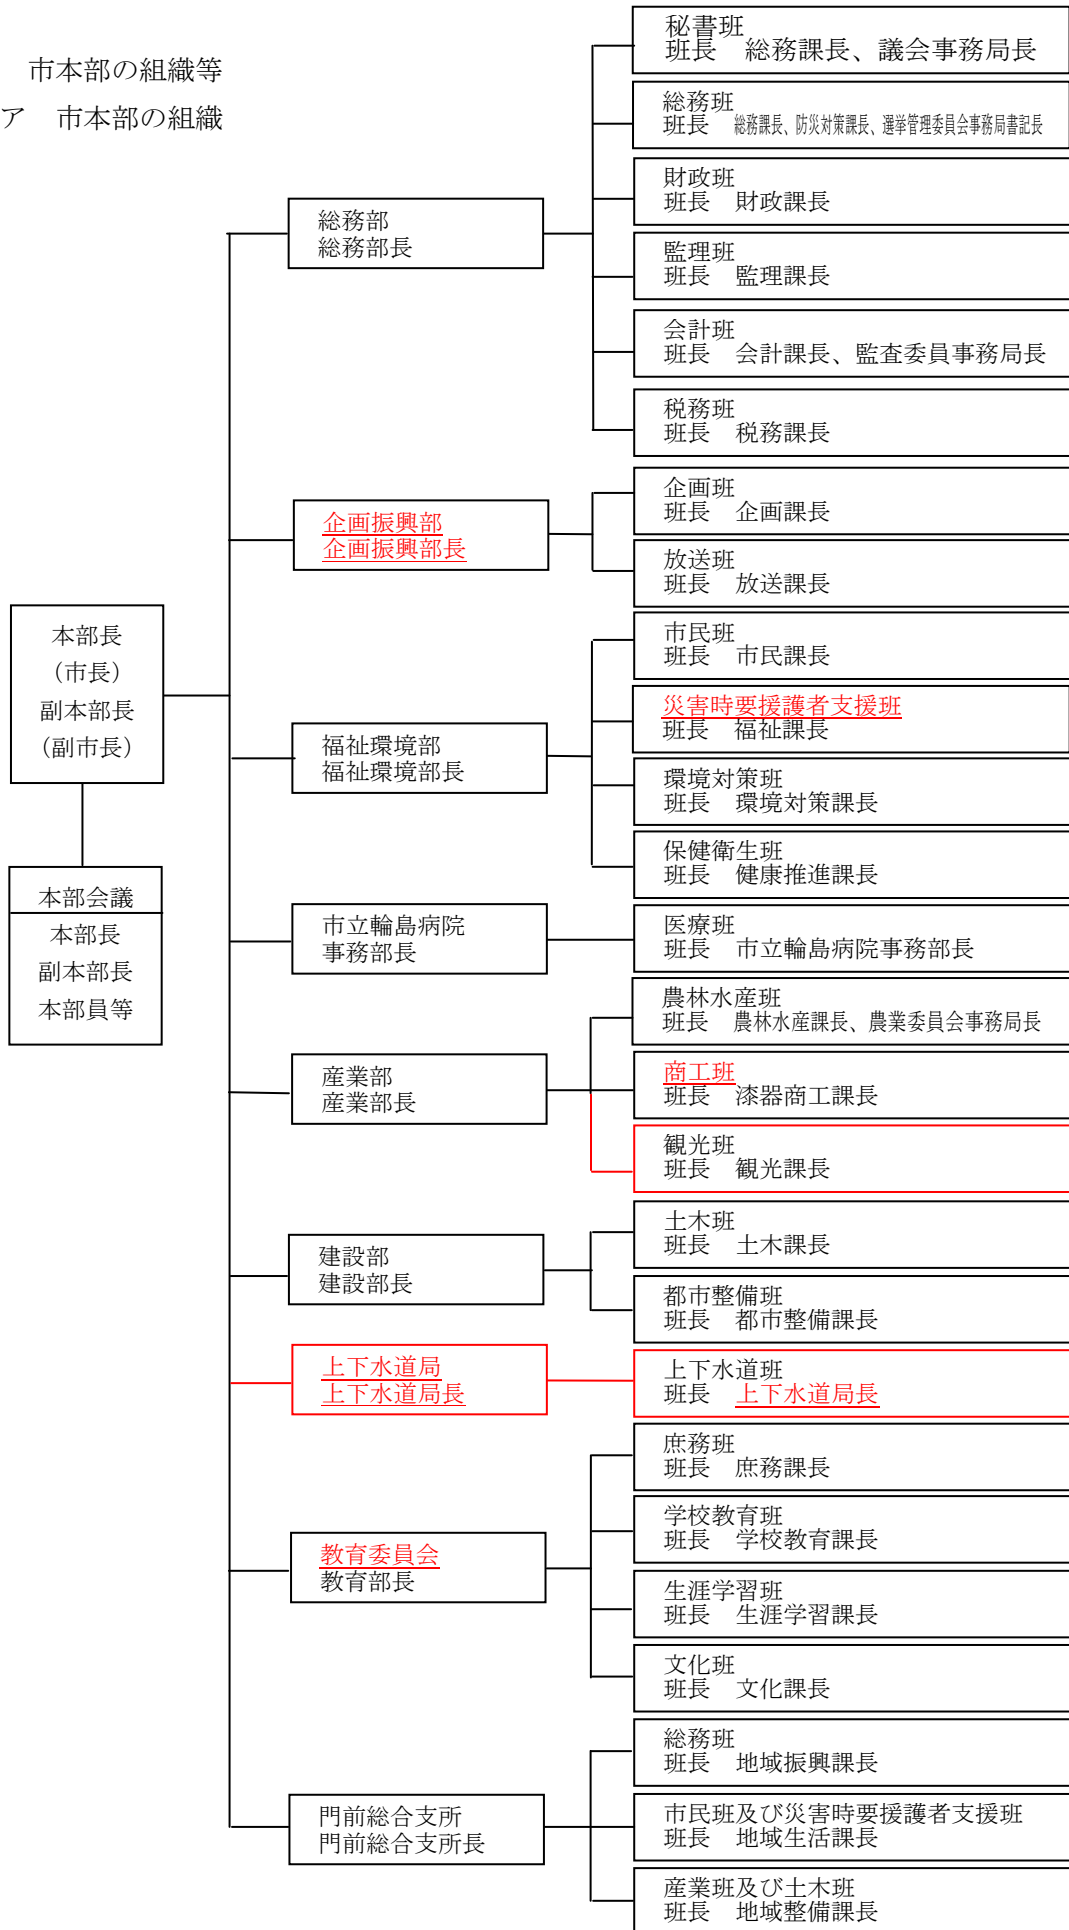 市本部の組織等
ア　市本部の組織
本部長
（市長）
副本部長
（副市長）
本部会議
本部長
副本部長
本部員等
総務部
総務部長
秘書班
班長　総務課長、議会事務局長
総務班
班長　総務課長、防災対策課長、選挙管理委員会事務局書記長
財政班
班長　財政課長
監理班
班長　監理課長
会計班
班長　会計課長、監査委員事務局長
税務班
班長　税務課長
企画振興部
企画振興部長
企画班
班長　企画課長
放送班
班長　放送課長
福祉環境部
福祉環境部長
市民班
班長　市民課長
災害時要援護者支援班
班長　福祉課長
環境対策班
班長　環境対策課長
保健衛生班
班長　健康推進課長
市立輪島病院
事務部長
医療班
班長　市立輪島病院事務部長
産業部
産業部長
農林水産班
班長　農林水産課長、農業委員会事務局長
商工班
班長　漆器商工課長
観光班
班長　観光課長
建設部
建設部長
土木班
班長　土木課長
都市整備班
班長　都市整備課長
上下水道局
上下水道局長
上下水道班
班長　上下水道局長
教育委員会
教育部長
庶務班
班長　庶務課長
学校教育班
班長　学校教育課長
生涯学習班
班長　生涯学習課長
文化班
班長　文化課長
門前総合支所
門前総合支所長
総務班
班長　地域振興課長
市民班及び災害時要援護者支援班
班長　地域生活課長
産業班及び土木班
班長　地域整備課長